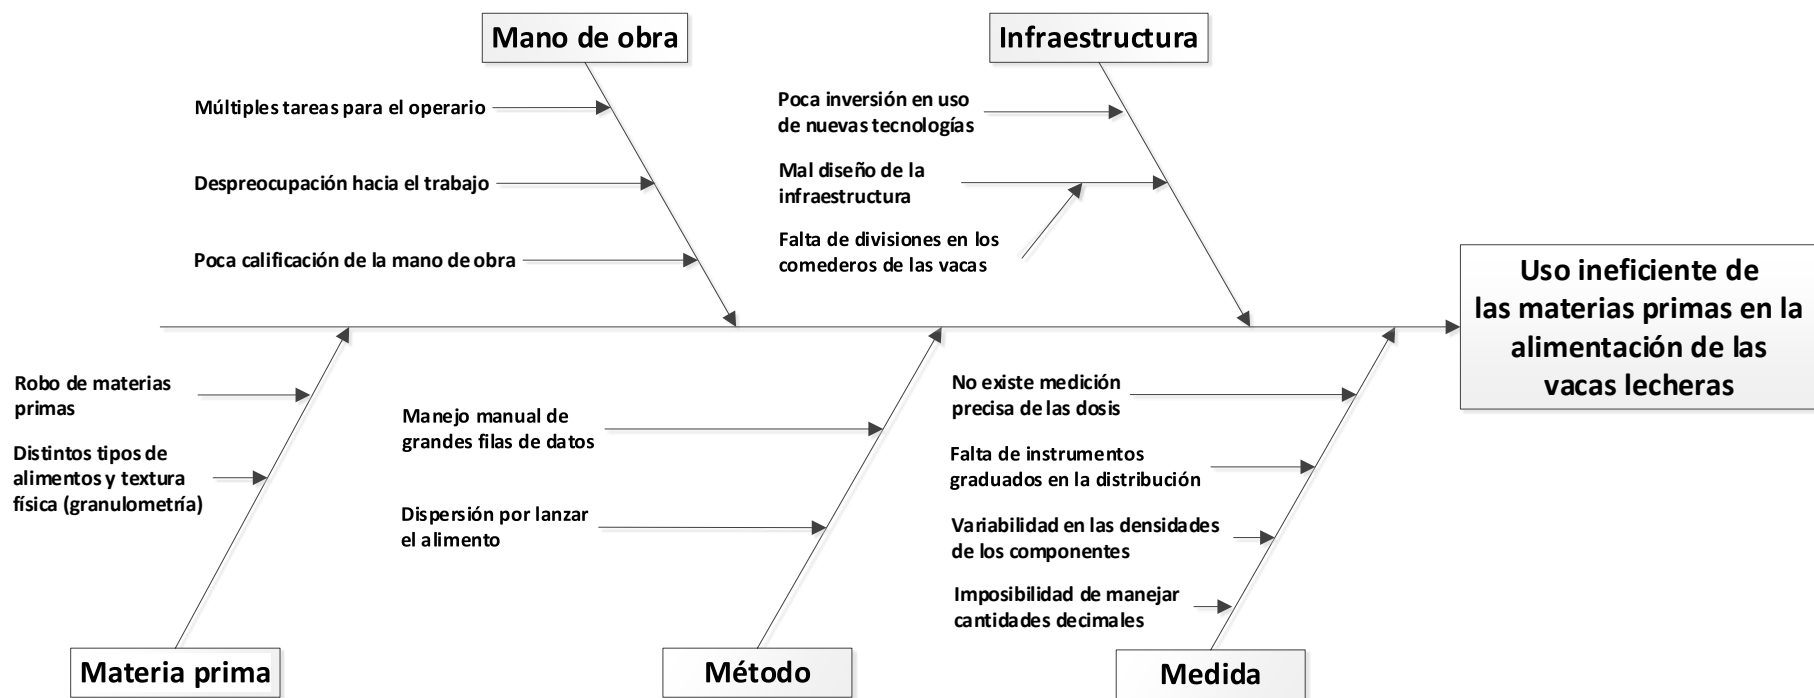 Mano de obra
Infraestructura
Múltiples tareas para el operario
Despreocupación hacia el trabajo
Poca calificación de la mano de obra
Poca inversión en uso
de nuevas tecnologías
Mal diseño de la
infraestructura
Falta de divisiones en los
comederos de las vacas
Uso ineficiente de
las materias primas en la
alimentación de las
vacas lecheras
Robo de materias
primas
Distintos tipos de
alimentos y textura
física (granulometría)
Manejo manual de
grandes filas de datos
Dispersión por lanzar
el alimento
No existe medición
precisa de las dosis
Falta de instrumentos
graduados en la distribución
Variabilidad en las densidades
de los componentes
Imposibilidad de manejar
cantidades decimales
Materia prima
Método
Medida